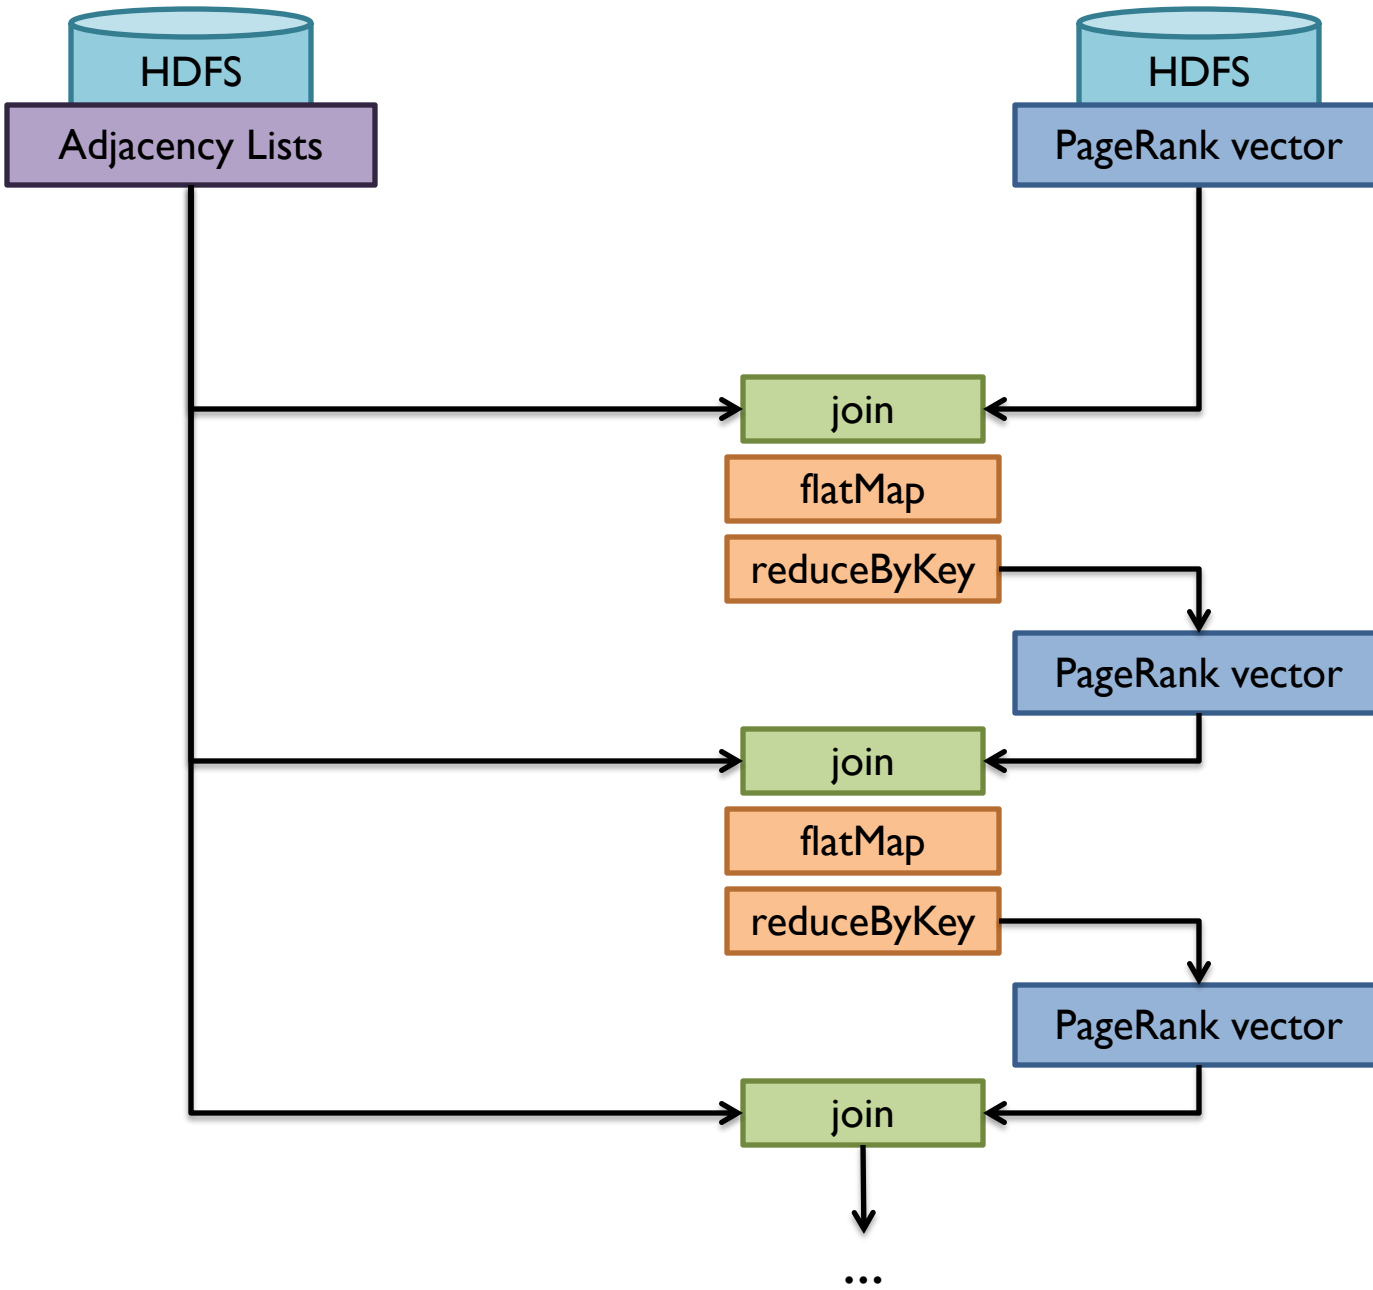 HDFS
HDFS
Adjacency Lists
PageRank vector
join
flatMap
reduceByKey
PageRank vector
join
flatMap
reduceByKey
PageRank vector
join
...